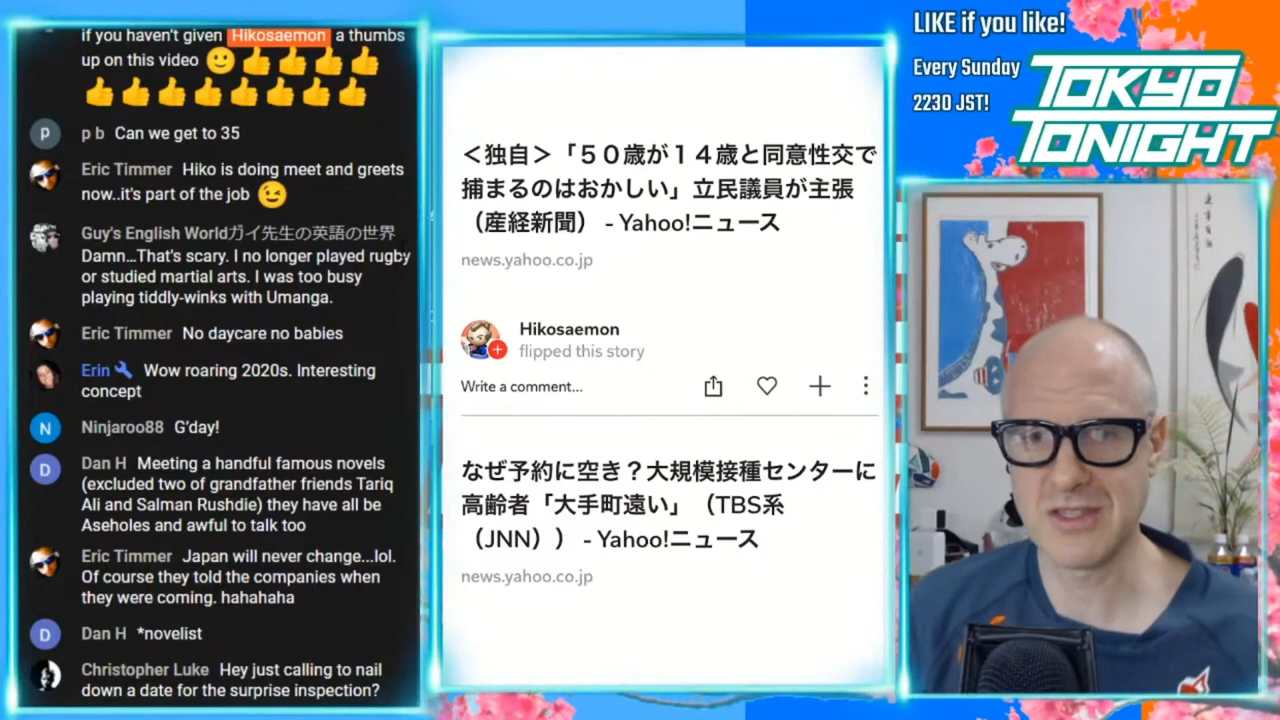 if you haven't given Hikosaemon a thumbs
up on this video 🙂👍👍👍👍
👍👍👍👍👍👍👍👍
P
p b Can we get to 35
Eric Timmer Hiko is doing meet and greets
now..it's part of the job 😉
Guy's English Worldガイ先生の英語の世界
Damn…That's scary. I no longer played rugby
or studied martial arts. I was too busy
playing tiddly-winks with Umanga.
Eric Timmer No daycare no babies
Erin Wow roaring 2020s. Interesting
concept
N
Ninjaroo88 G'day!
D
Dan H Meeting a handful famous novels
(excluded two of grandfather friends Tariq
Ali and Salman Rushdie) they have all be
Aseholes and awful to talk too
Eric Timmer Japan will never change...lol.
Of course they told the companies when
they were coming. hahahaha
D
Dan H *novelist
Christopher Luke Hey just calling to nail
down a date for the surprise inspection?
＜独自＞「５０歳が１４歳と同意性交で
捕まるのはおかしい」立民議員が主張
（産経新聞） - Yahoo!ニュース
news.yahoo.co.jp
Hikosaemon
flipped this story
Write a comment...
なぜ予約に空き？大規模接種センターに
高齢者「大手町遠い」（TBS系
（JNN）） - Yahoo!ニュース
news.yahoo.co.jp
LIKE if you like!
Every Sunday
2230 JST!
TOKYO
TONIGHT